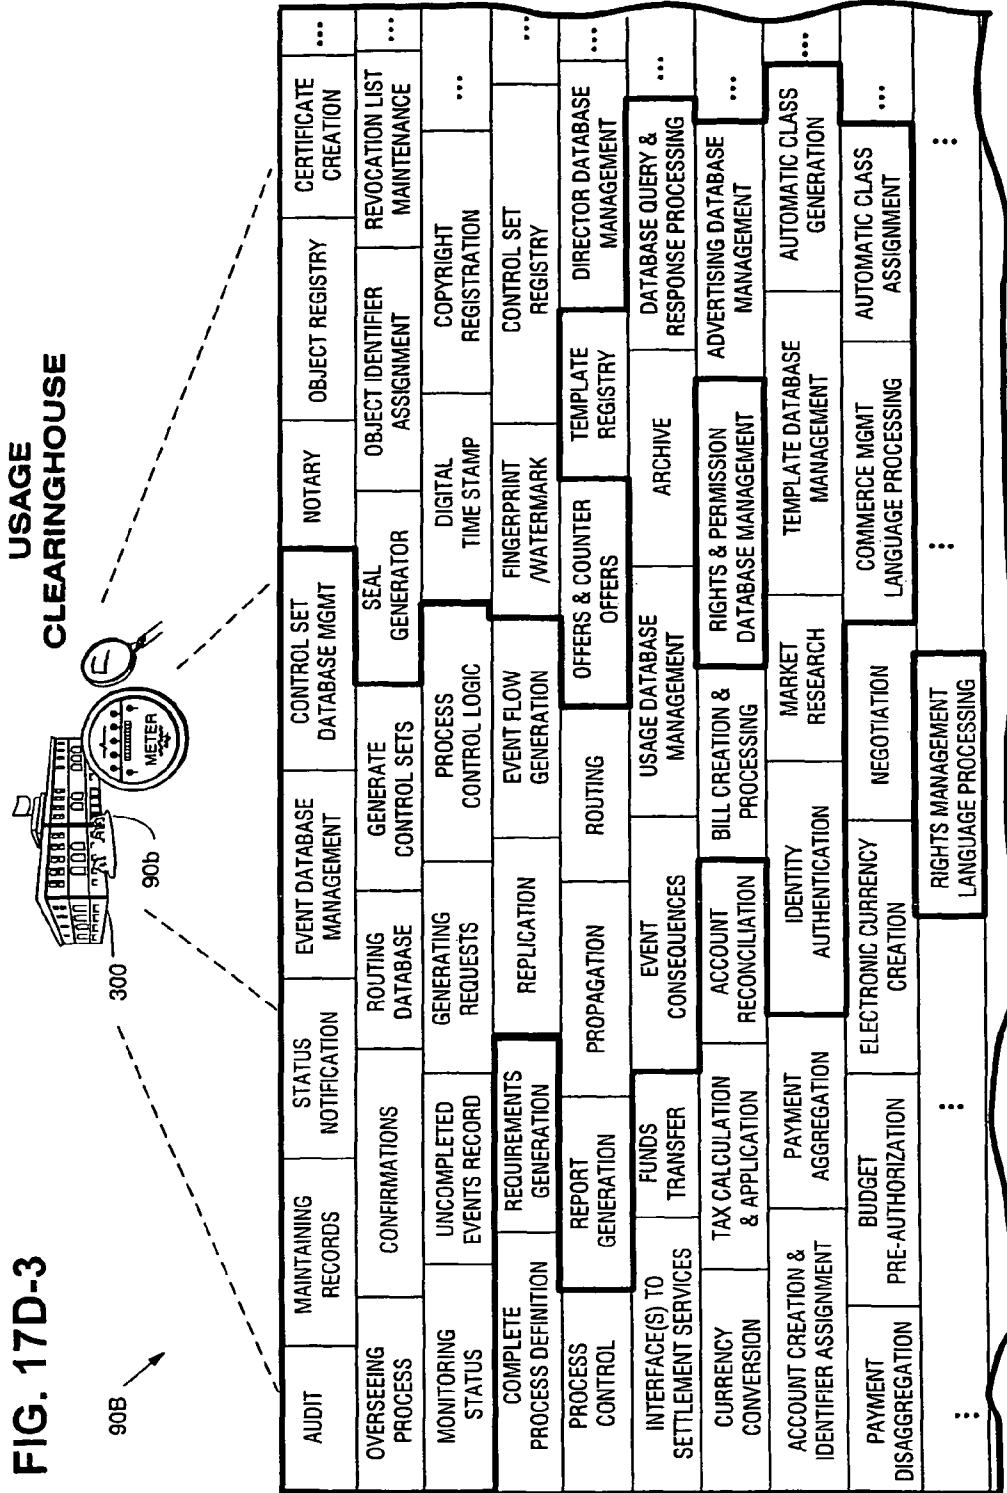 FIG. 17D-3
USAGE
CLEARINGHOUSE
90B
300
90b
METER
AUDIT
MAINTAINING
RECORDS
STATUS
NOTIFICATION
EVENT DATABASE
MANAGEMENT
CONTROL SET
DATABASE MGMT
NOTARY
OBJECT REGISTRY
CERTIFICATE
CREATION
...
OVERSEEING
PROCESS
CONFIRMATIONS
ROUTING
DATABASE
GENERATE
CONTROL SETS
SEAL
GENERATOR
OBJECT IDENTIFIER
ASSIGNMENT
REVOCATION LIST
MAINTENANCE
...
MONITORING
STATUS
UNCOMPLETED
EVENTS RECORD
GENERATING
REQUESTS
PROCESS
CONTROL LOGIC
DIGITAL
TIME STAMP
COPYRIGHT
REGISTRATION
...
COMPLETE
PROCESS DEFINITION
REQUIREMENTS
GENERATION
REPLICATION
EVENT FLOW
GENERATION
FINGERPRINT
/WATERMARK
CONTROL SET
REGISTRY
...
PROCESS
CONTROL
REPORT
GENERATION
PROPAGATION
ROUTING
OFFERS & COUNTER
OFFERS
TEMPLATE
REGISTRY
DIRECTOR DATABASE
MANAGEMENT
...
INTERFACE(S) TO
SETTLEMENT SERVICES
FUNDS
TRANSFER
EVENT
CONSEQUENCES
USAGE DATABASE
MANAGEMENT
ARCHIVE
DATABASE QUERY &
RESPONSE PROCESSING
...
CURRENCY
CONVERSION
TAX CALCULATION
& APPLICATION
ACCOUNT
RECONCILIATION
BILL CREATION &
PROCESSING
RIGHTS & PERMISSION
DATABASE MANAGEMENT
ADVERTISING DATABASE
MANAGEMENT
...
ACCOUNT CREATION &
IDENTIFIER ASSIGNMENT
PAYMENT
AGGREGATION
IDENTITY
AUTHENTICATION
MARKET
RESEARCH
TEMPLATE DATABASE
MANAGEMENT
AUTOMATIC CLASS
GENERATION
...
PAYMENT
DISAGGREGATION
BUDGET
PRE-AUTHORIZATION
ELECTRONIC CURRENCY
CREATION
NEGOTIATION
COMMERCE MGMT
LANGUAGE PROCESSING
AUTOMATIC CLASS
ASSIGNMENT
...
...
...
RIGHTS MANAGEMENT
LANGUAGE PROCESSING
...
...